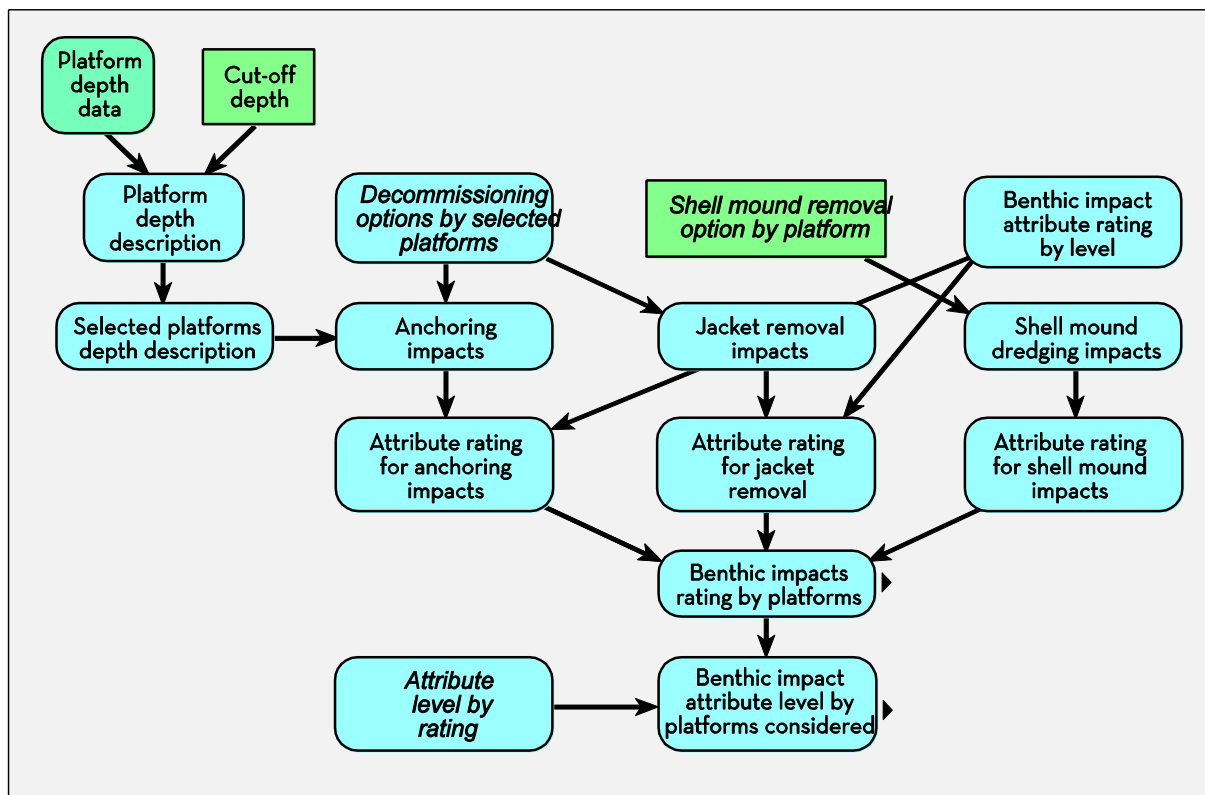 Platform
depth
data
Cut-off
depth
Platform
depth
description
Decommissioning
options by selected
platforms
Shell mound removal
option by platform
Benthic impact
attribute rating
by level
Selected platforms
depth description
Anchoring
impacts
Jacket removal
impacts
Shell mound
dredging impacts
Attribute rating
for anchoring
impacts
Attribute rating
for jacket
removal
Attribute rating
for shell mound
impacts
Benthic impacts
rating by platforms
Attribute
level by
rating
Benthic impact
attribute level by
platforms considered